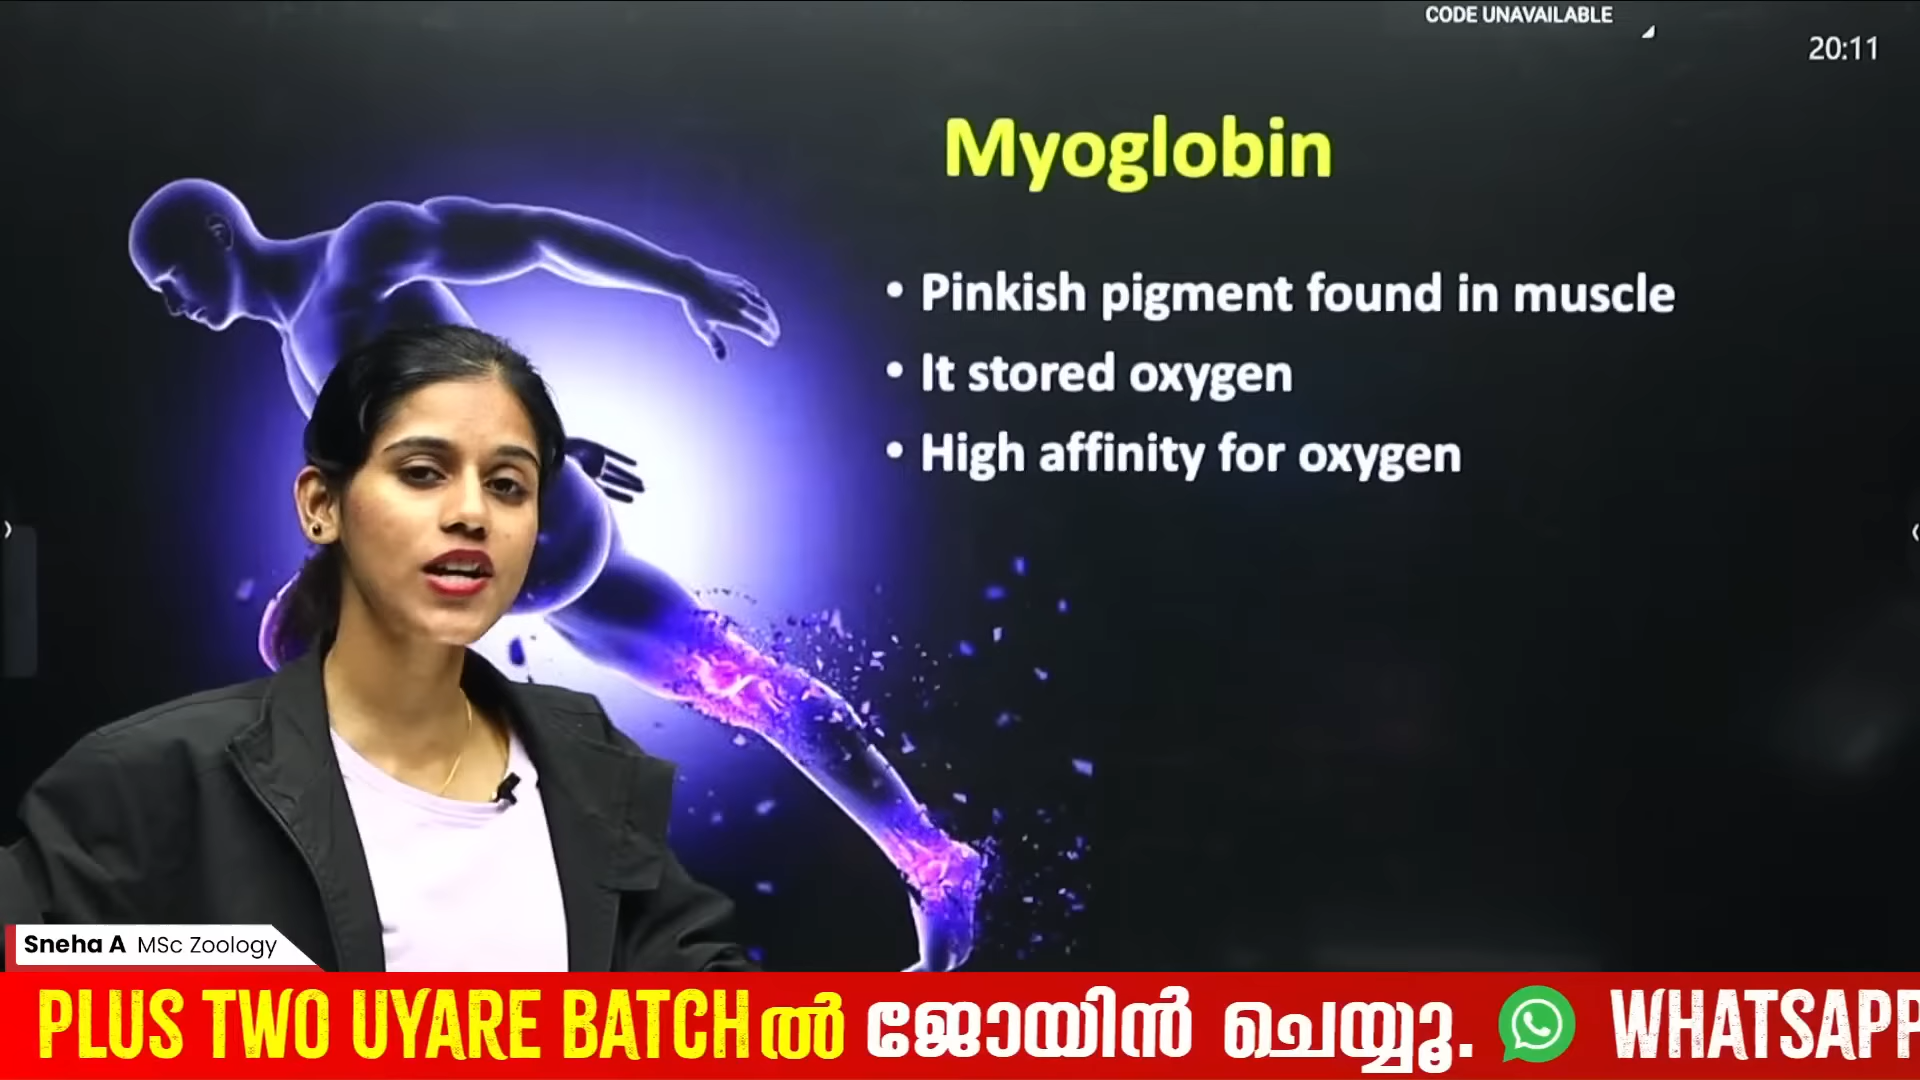 CODE UNAVAILABLE
20:11
Myoglobin
• Pinkish pigment found in muscle
• It stored oxygen
• High affinity for oxygen
Sneha A MSc Zoology
PLUS TWO UYARE BATCHൽ ജോയിൻ ചെയ്യൂ. WHATSAPP